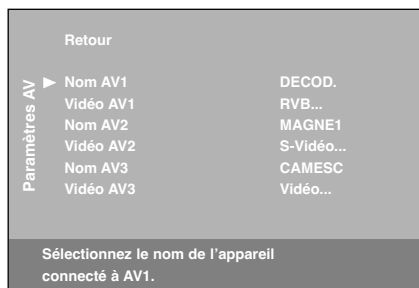 Retour
Paramètres AV
Nom AV1 DECOD.
Vidéo AV1 RVB...
Nom AV2 MAGNE1
Vidéo AV2 S-Vidéo...
Nom AV3 CAMESC
Vidéo AV3 Vidéo...
Sélectionnez le nom de l'appareil
connecté à AV1.